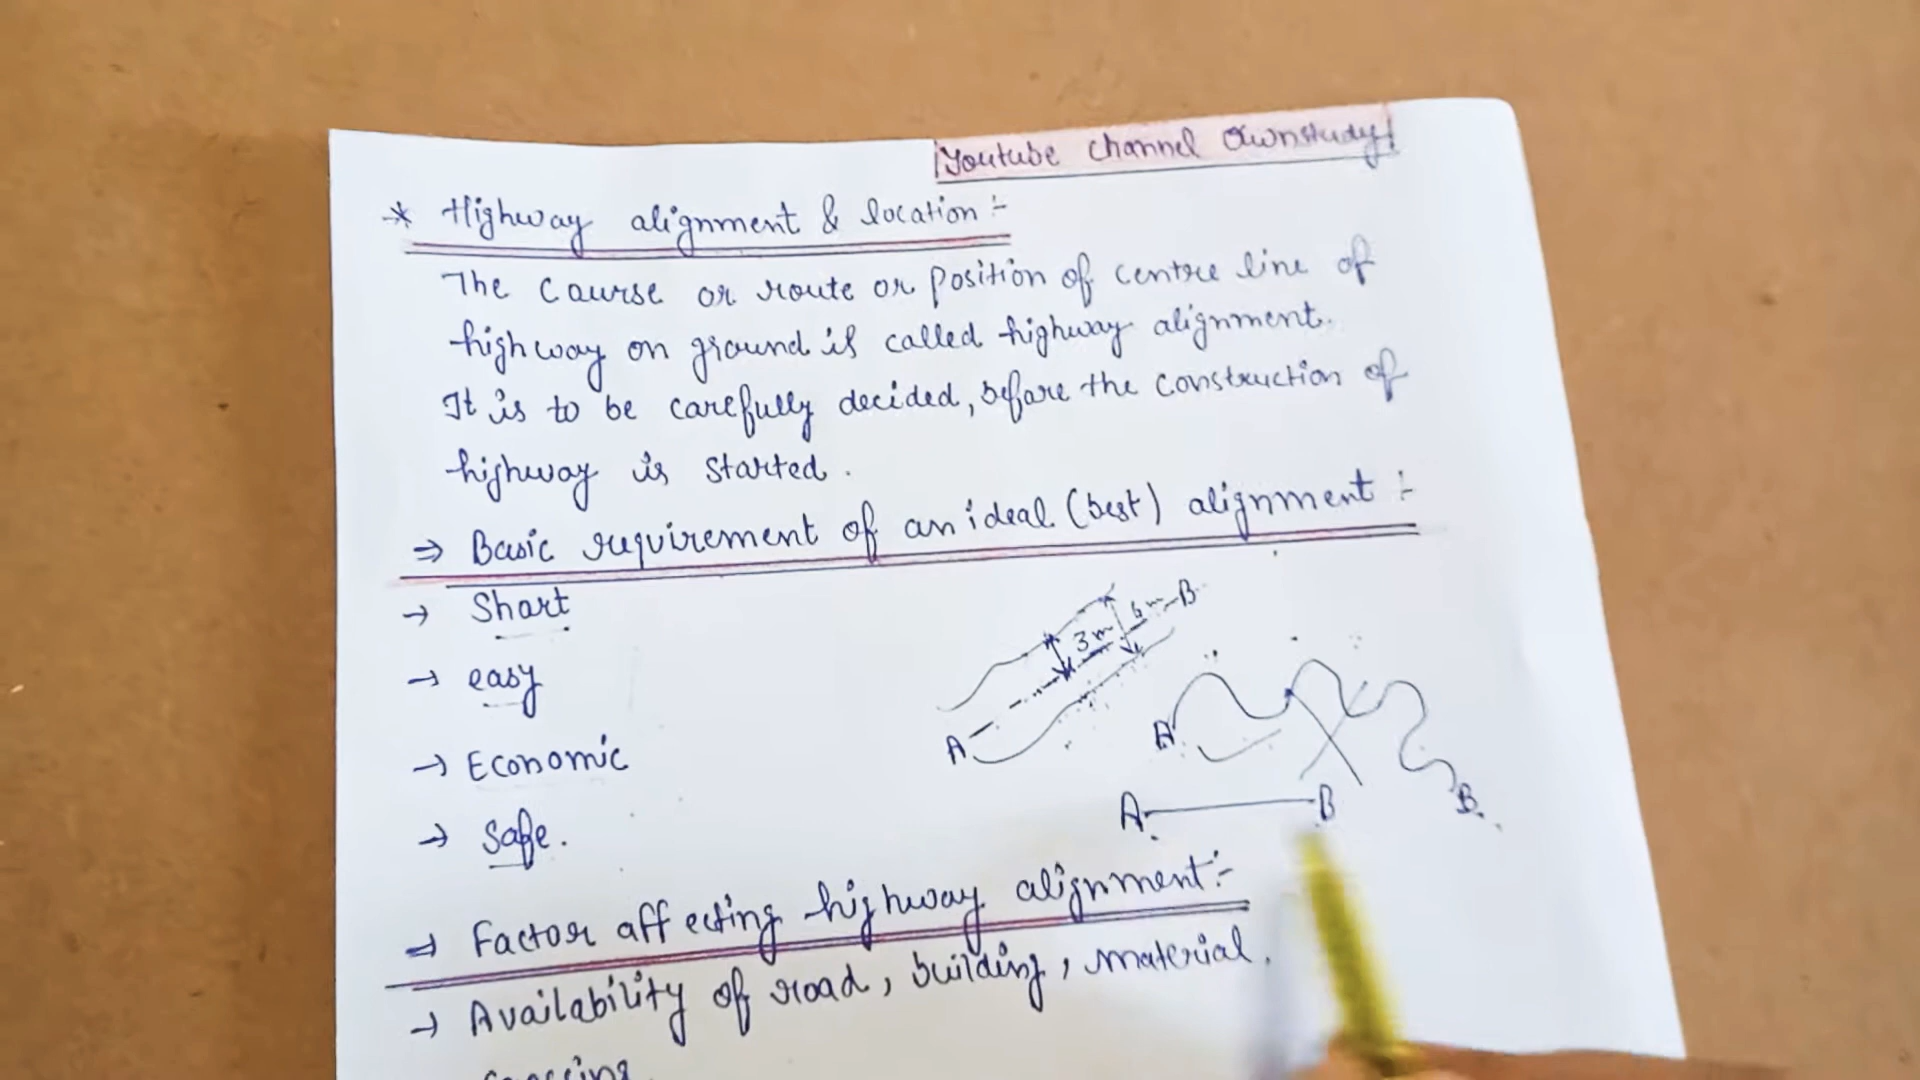 Youtube channel Ownstudy
* Highway alignment & location :-
The Course or route or position of centre line of
highway on ground is called highway alignment.
It is to be carefully decided, before the construction of
highway is started.
⇒ Basic requirement of an ideal (best) alignment :-
→ Short
→ easy
→ Economic
→ Safe.
A 3m 6m B
A B
A B
⇒ Factor affecting highway alignment :-
→ Availability of road, building, material.